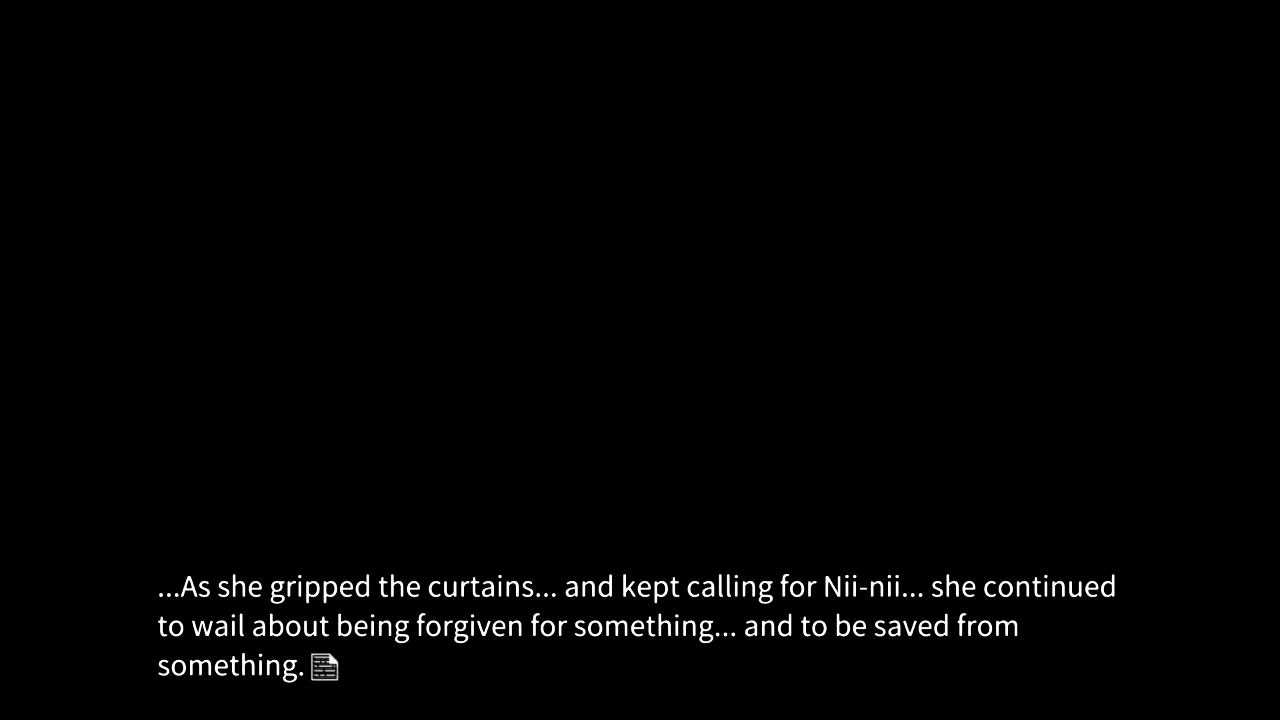 ...As she gripped the curtains... and kept calling for Nii-nii... she continued
to wail about being forgiven for something... and to be saved from
something.